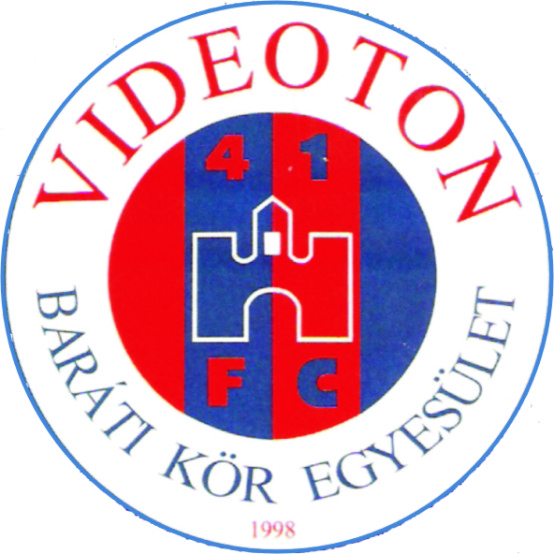 VIDEOTON
41
FC
BARÁTI KÖR EGYESÜLET
1998